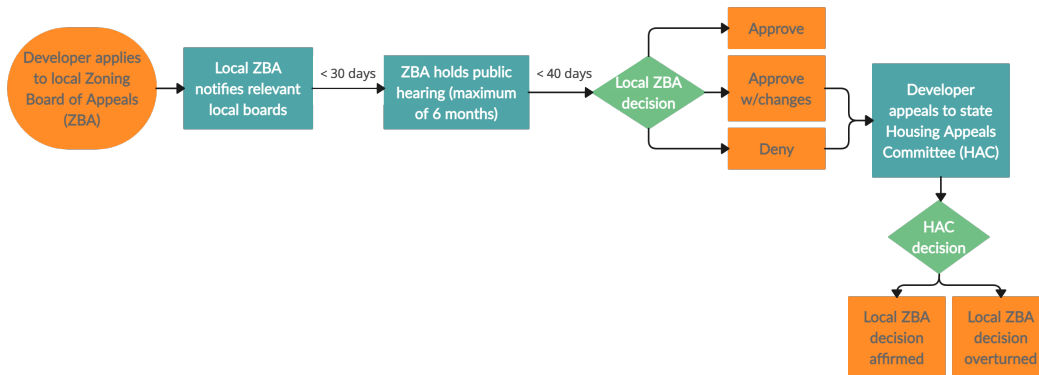 Developer applies
to local Zoning
Board of Appeals
(ZBA)
Local ZBA
notifies relevant
local boards
< 30 days
ZBA holds public
hearing (maximum
of 6 months)
< 40 days
Local ZBA
decision
Approve
Approve
w/changes
Deny
Developer
appeals to state
Housing Appeals
Committee (HAC)
HAC
decision
Local ZBA
decision
affirmed
Local ZBA
decision
overturned